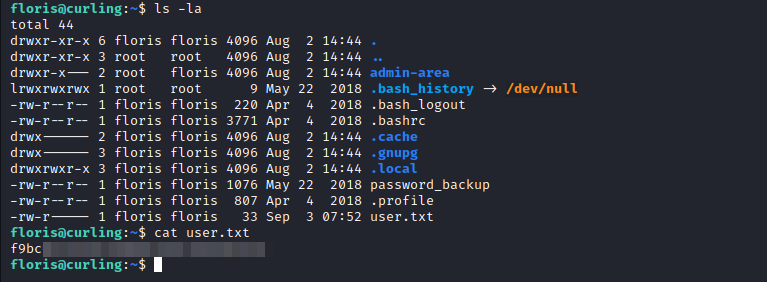 floris@curling:~$ ls -la
total 44
drwxr-xr-x 6 floris floris 4096 Aug  2 14:44 .
drwxr-xr-x 3 root   root   4096 Aug  2 14:44 ..
drwxr-x--- 2 root   floris 4096 Aug  2 14:44 admin-area
lrwxrwxrwx 1 root   root      9 May 22  2018 .bash_history -> /dev/null
-rw-r--r-- 1 floris floris  220 Apr  4  2018 .bash_logout
-rw-r--r-- 1 floris floris 3771 Apr  4  2018 .bashrc
drwx------ 2 floris floris 4096 Aug  2 14:44 .cache
drwx------ 3 floris floris 4096 Aug  2 14:44 .gnupg
drwxrwxr-x 3 floris floris 4096 Aug  2 14:44 .local
-rw-r--r-- 1 floris floris 1076 May 22  2018 password_backup
-rw-r--r-- 1 floris floris  807 Apr  4  2018 .profile
-rw-r----- 1 floris floris   33 Sep  3 07:52 user.txt
floris@curling:~$ cat user.txt
f9bc
floris@curling:~$